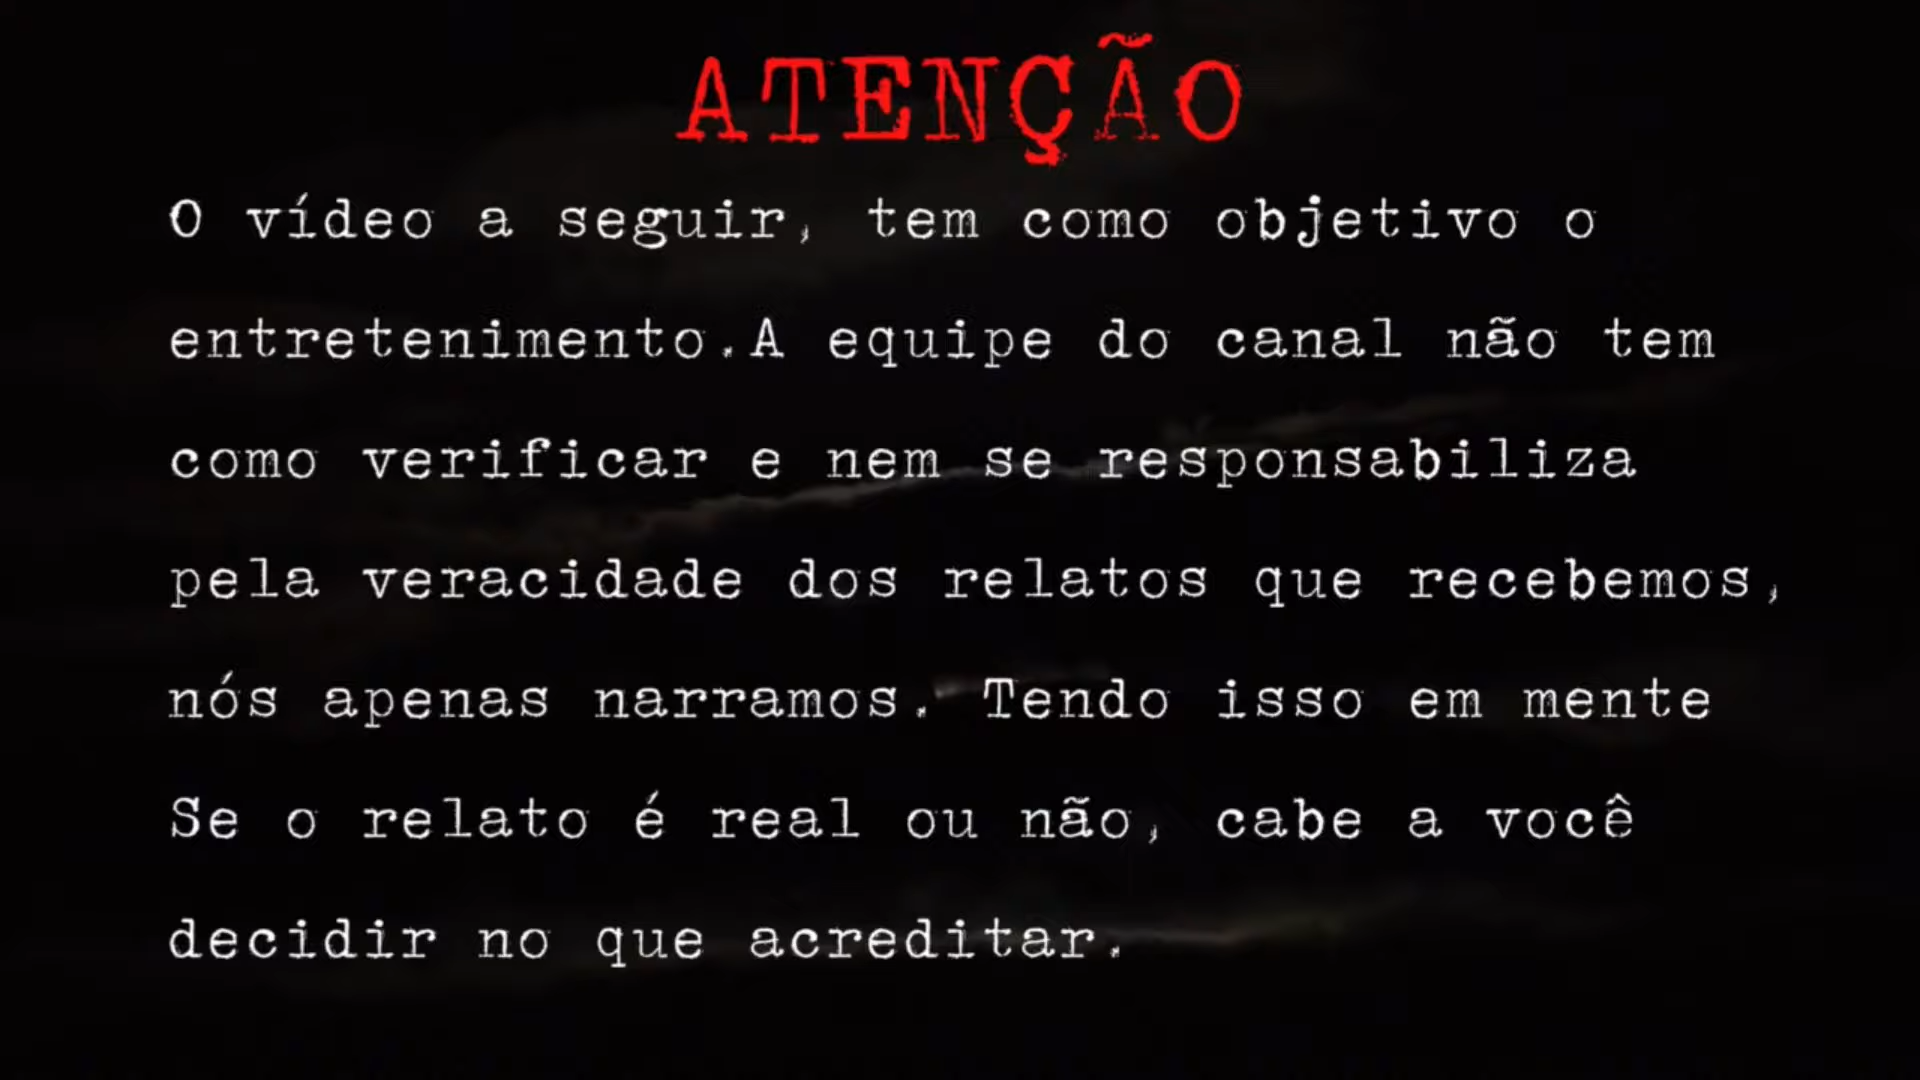 ATENÇÃO
O vídeo a seguir, tem como objetivo o
entretenimento.A equipe do canal não tem
como verificar e nem se responsabiliza
pela veracidade dos relatos que recebemos,
nós apenas narramos. Tendo isso em mente
Se o relato é real ou não, cabe a você
decidir no que acreditar.